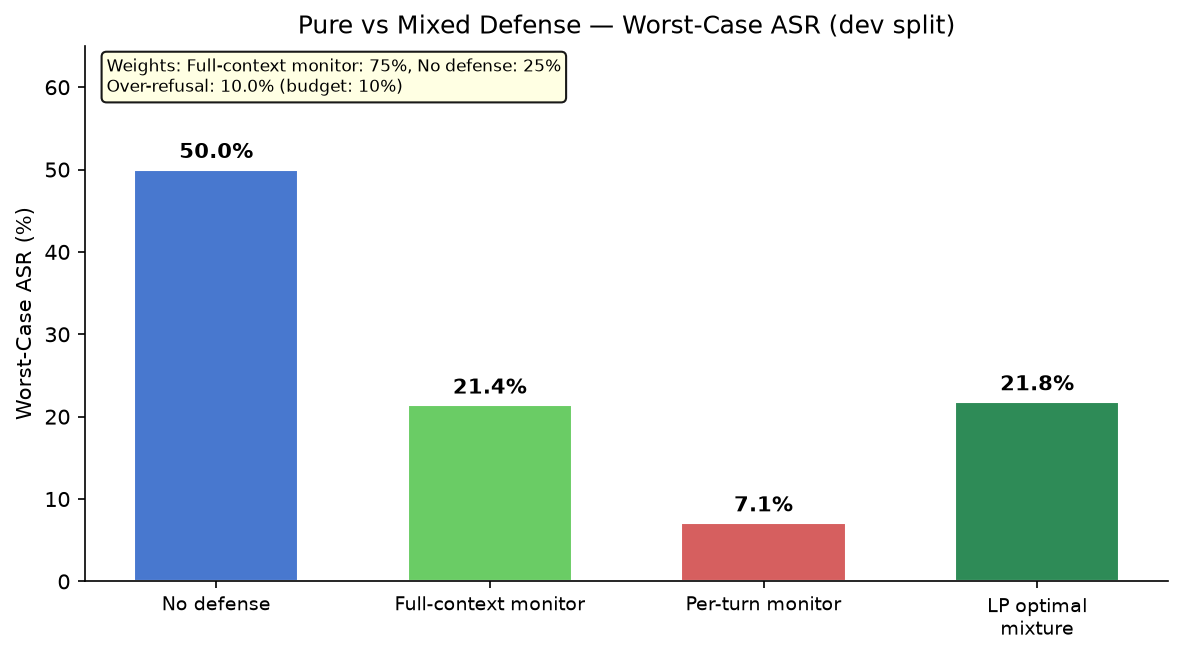 Pure vs Mixed Defense — Worst-Case ASR (dev split)
Weights: Full-context monitor: 75%, No defense: 25%
Over-refusal: 10.0% (budget: 10%)
Worst-Case ASR (%)
60
50
40
30
20
10
0
50.0%
21.4%
7.1%
21.8%
No defense
Full-context monitor
Per-turn monitor
LP optimal
mixture